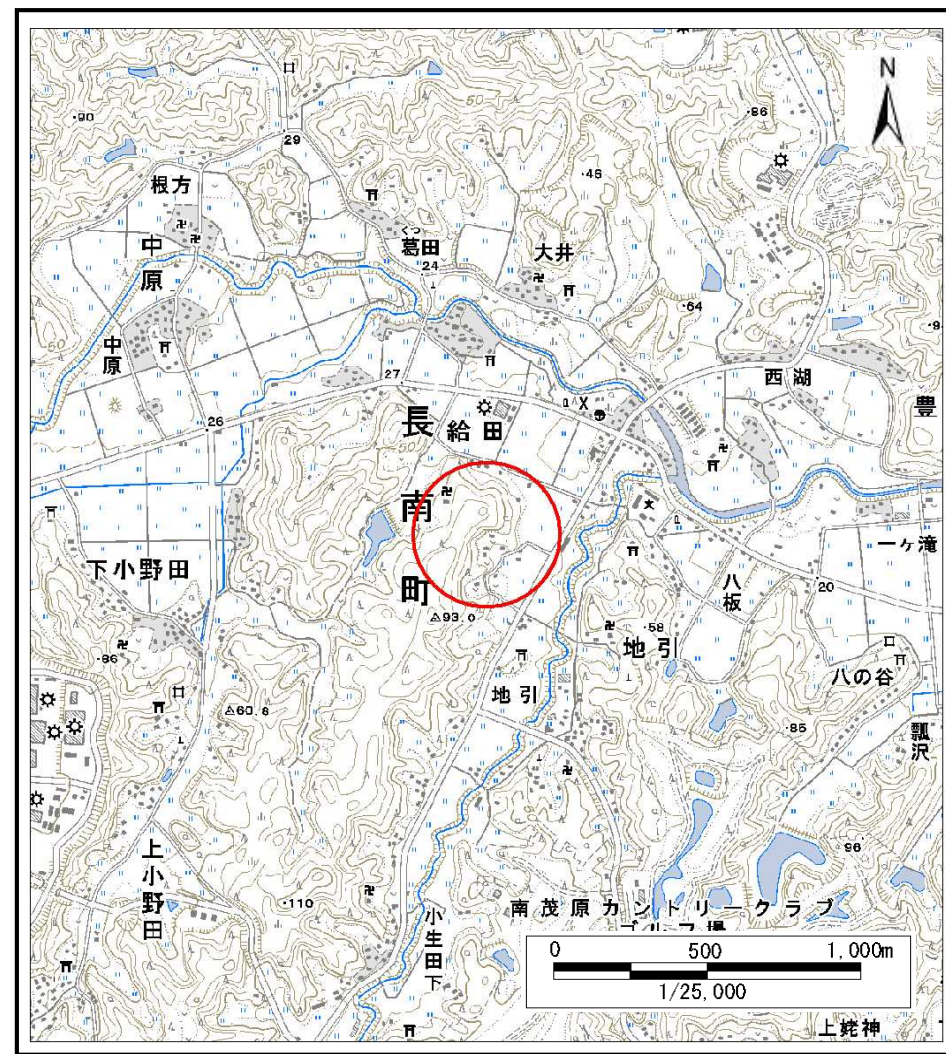 N
50
・90
・86
29
・46
根方
中原
くつ
葛田
24
大井
・64
50
中原
27
西湖
豊
26
長南町
給田
50
一ヶ滝
下小野田
八板
20
△93.0
・58
地引
・86
八の谷
地引
△60.8
・85
瓢沢
・96
上小野田
・110
小生田下
南茂原カントリークラブ
ゴルフ場
0 500 1,000m
1/25,000
上姥神